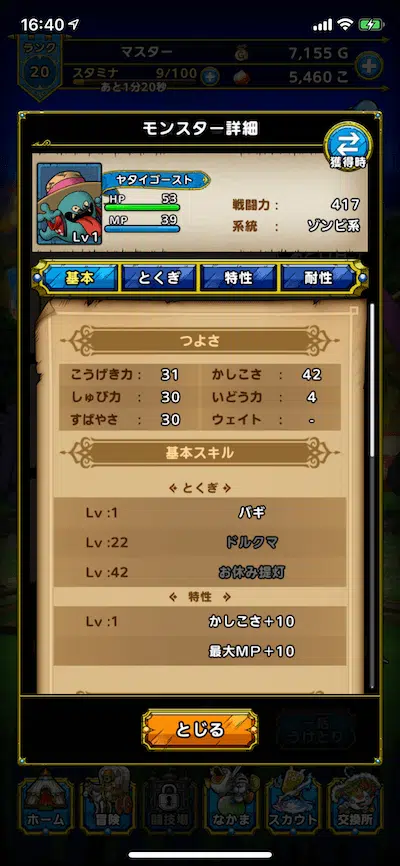 16:40
ランク
20
マスター
7,155 G
スタミナ 9/100
5,460 こ
あと1分20秒
モンスター詳細
獲得時
ヤタイゴースト
HP 53
MP 39
Lv 1
戦闘力 : 417
系統 : ゾンビ系
基本 とくぎ 特性 耐性
つよさ
こうげき力 : 31 かしこさ : 42
しゅび力 : 30 いどう力 : 4
すばやさ : 30 ウェイト : -
基本スキル
とくぎ
Lv :1 バギ
Lv :22 ドルクマ
Lv :42 お休み提灯
特性
Lv :1 かしこさ+10
最大MP+10
とじる
一括
うけとり
ホーム 冒険 闘技場 なかま スカウト 交換所